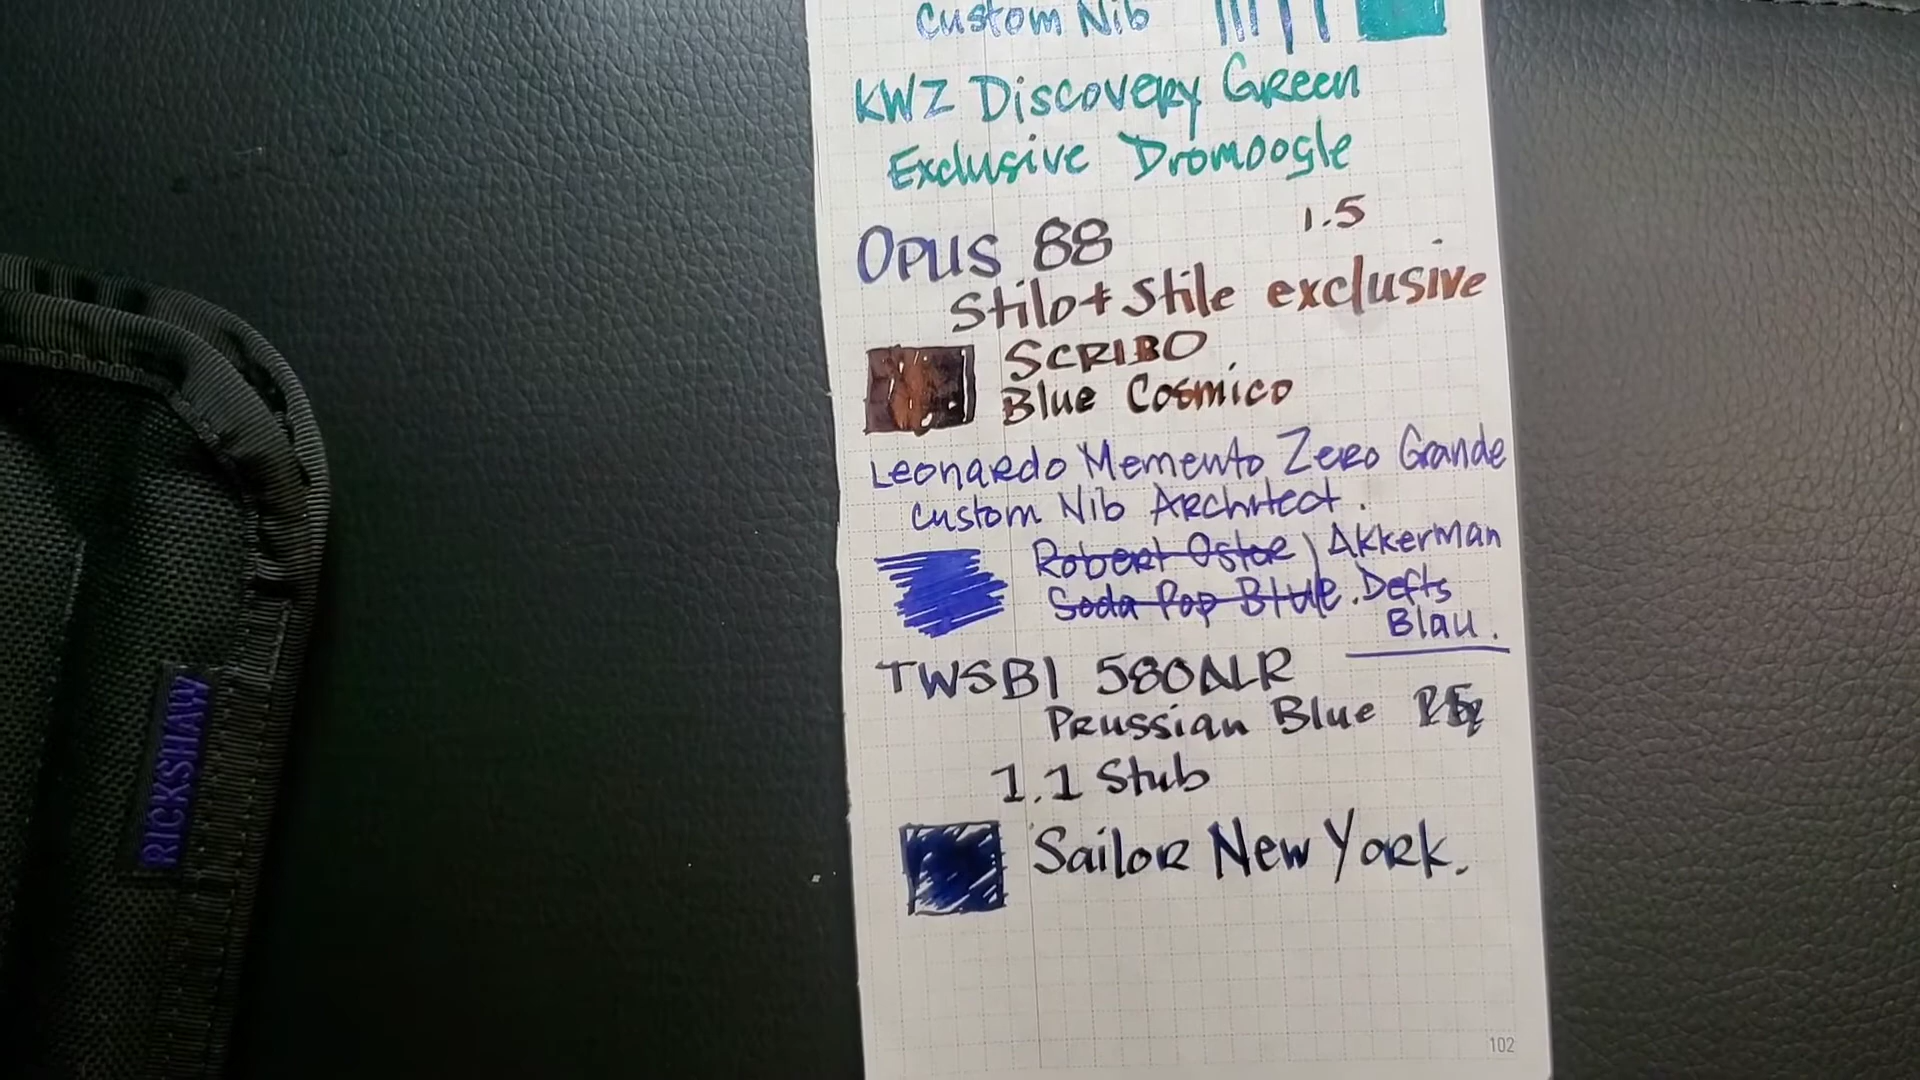 Custom Nib
KWZ Discovery Green
Exclusive Dromoogle
OPUS 88 1.5
Stilo + Stile exclusive
SCRIBO
Blue Cosmico
Leonardo Memento Zero Grande
Custom Nib Architect.
Robert Oster Akkerman
Soda Pop Blue. Defts
Blau.
TWSBI 580ALR
Prussian Blue
1.1 Stub
Sailor New York.
102
RICKSHAW